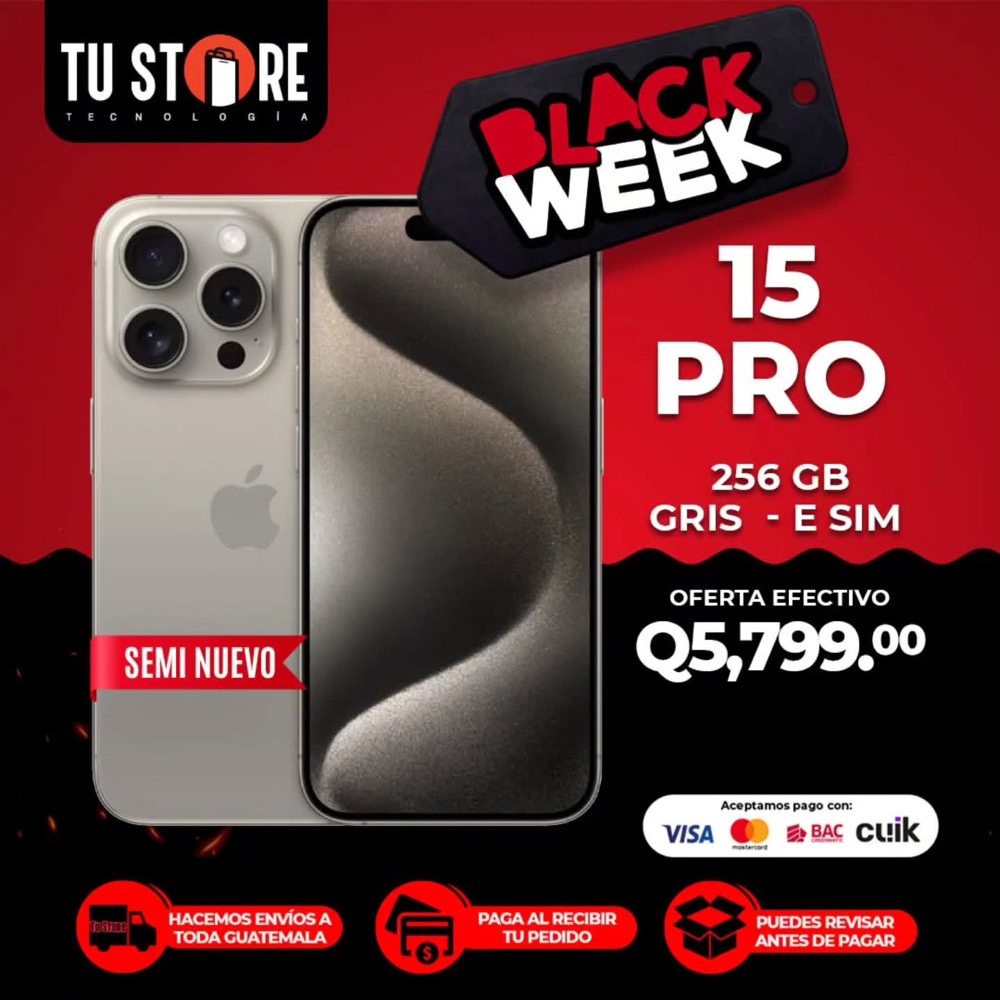 TU STORE
TECNOLOGÍA
BLACK
WEEK
15
PRO
256 GB
GRIS - E SIM
OFERTA EFECTIVO
Q5,799.00
SEMI NUEVO
Aceptamos pago con:
VISA mastercard BAC CREDOMATIC CUIK
Tu Store
HACEMOS ENVÍOS A
TODA GUATEMALA
PAGA AL RECIBIR
TU PEDIDO
PUEDES REVISAR
ANTES DE PAGAR